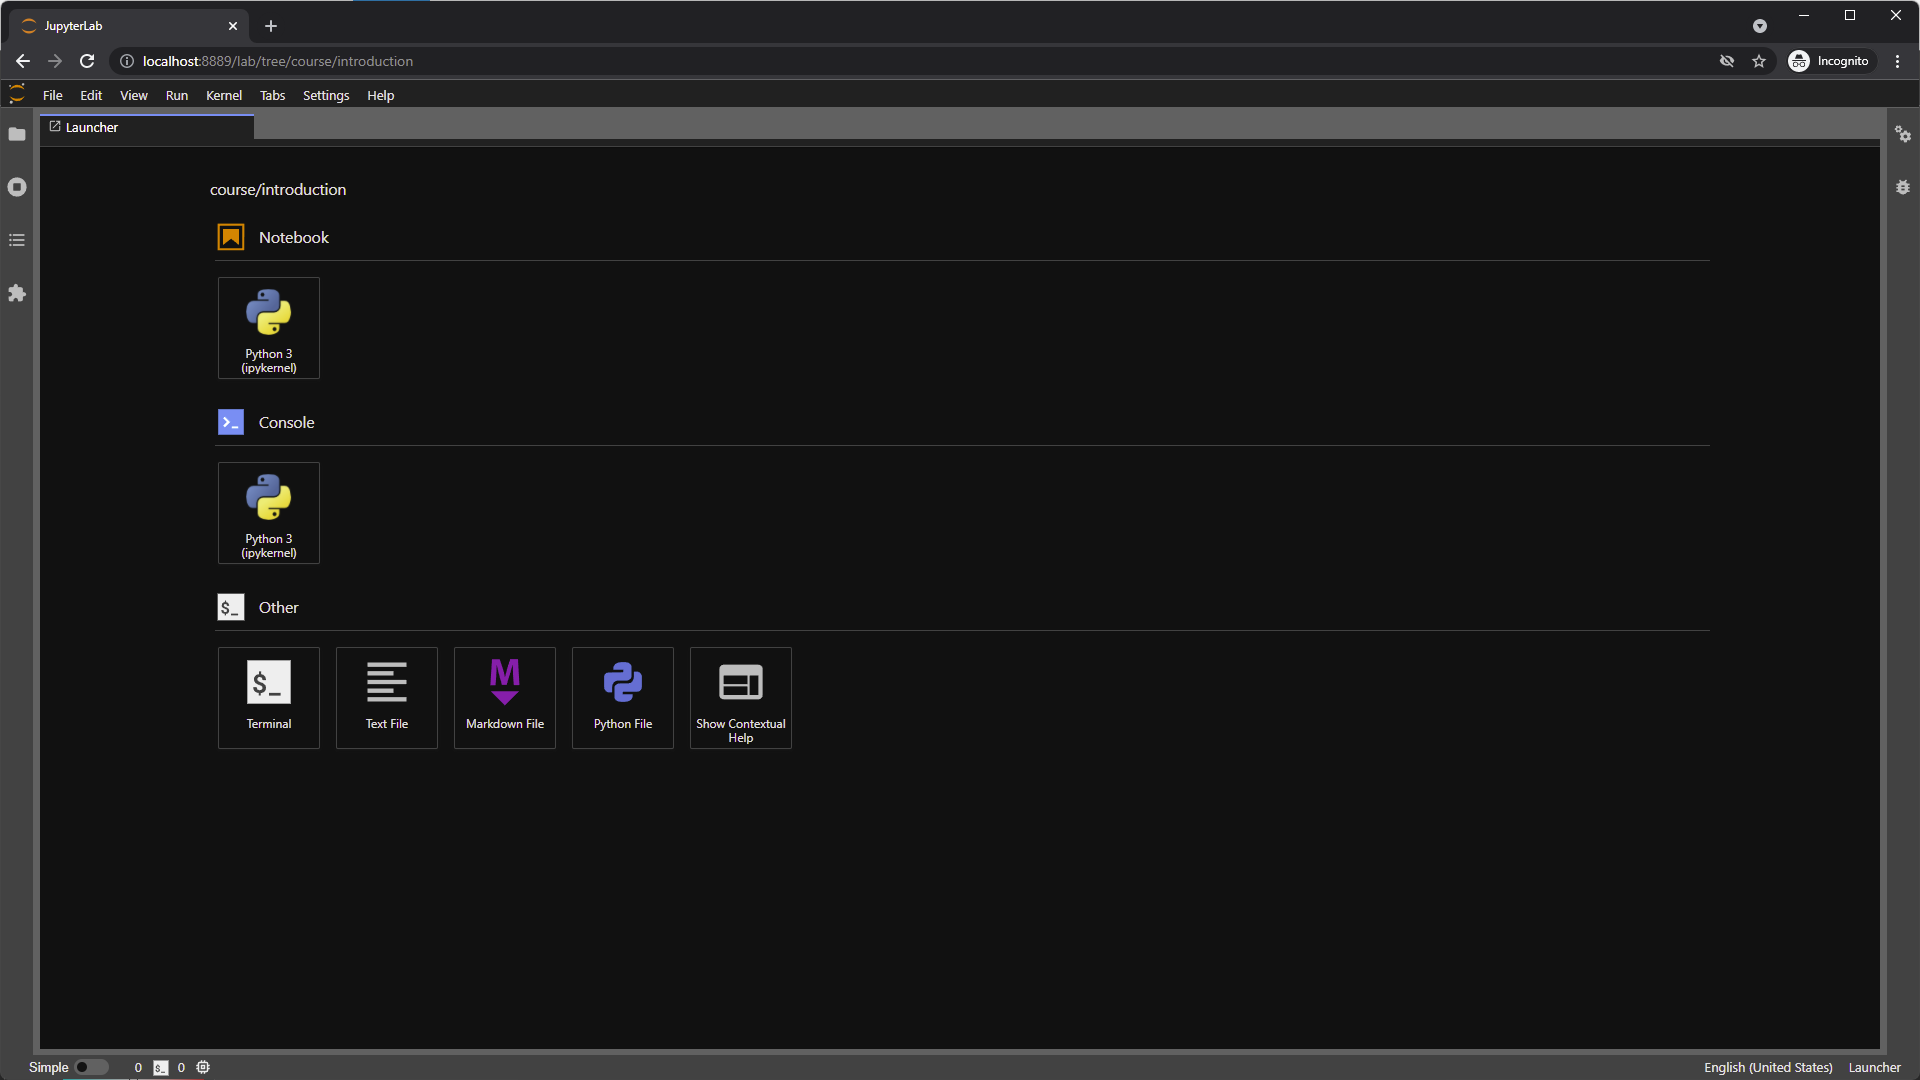 JupyterLab
localhost:8889/lab/tree/course/introduction
Incognito
File Edit View Run Kernel Tabs Settings Help
Launcher
course/introduction
Notebook
Python 3
(ipykernel)
Console
Python 3
(ipykernel)
$_ Other
$_
M
Terminal
Text File
Markdown File
Python File
Show Contextual
Help
Simple 0 $_ 0
English (United States) Launcher